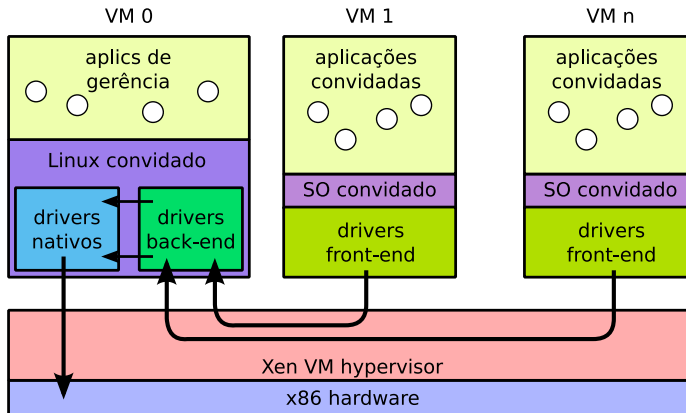 VM 0
VM 1
VM n
aplics de
gerência
aplicações
convidadas
aplicações
convidadas
Linux convidado
SO convidado
SO convidado
drivers
nativos
drivers
back-end
drivers
front-end
drivers
front-end
Xen VM hypervisor
x86 hardware